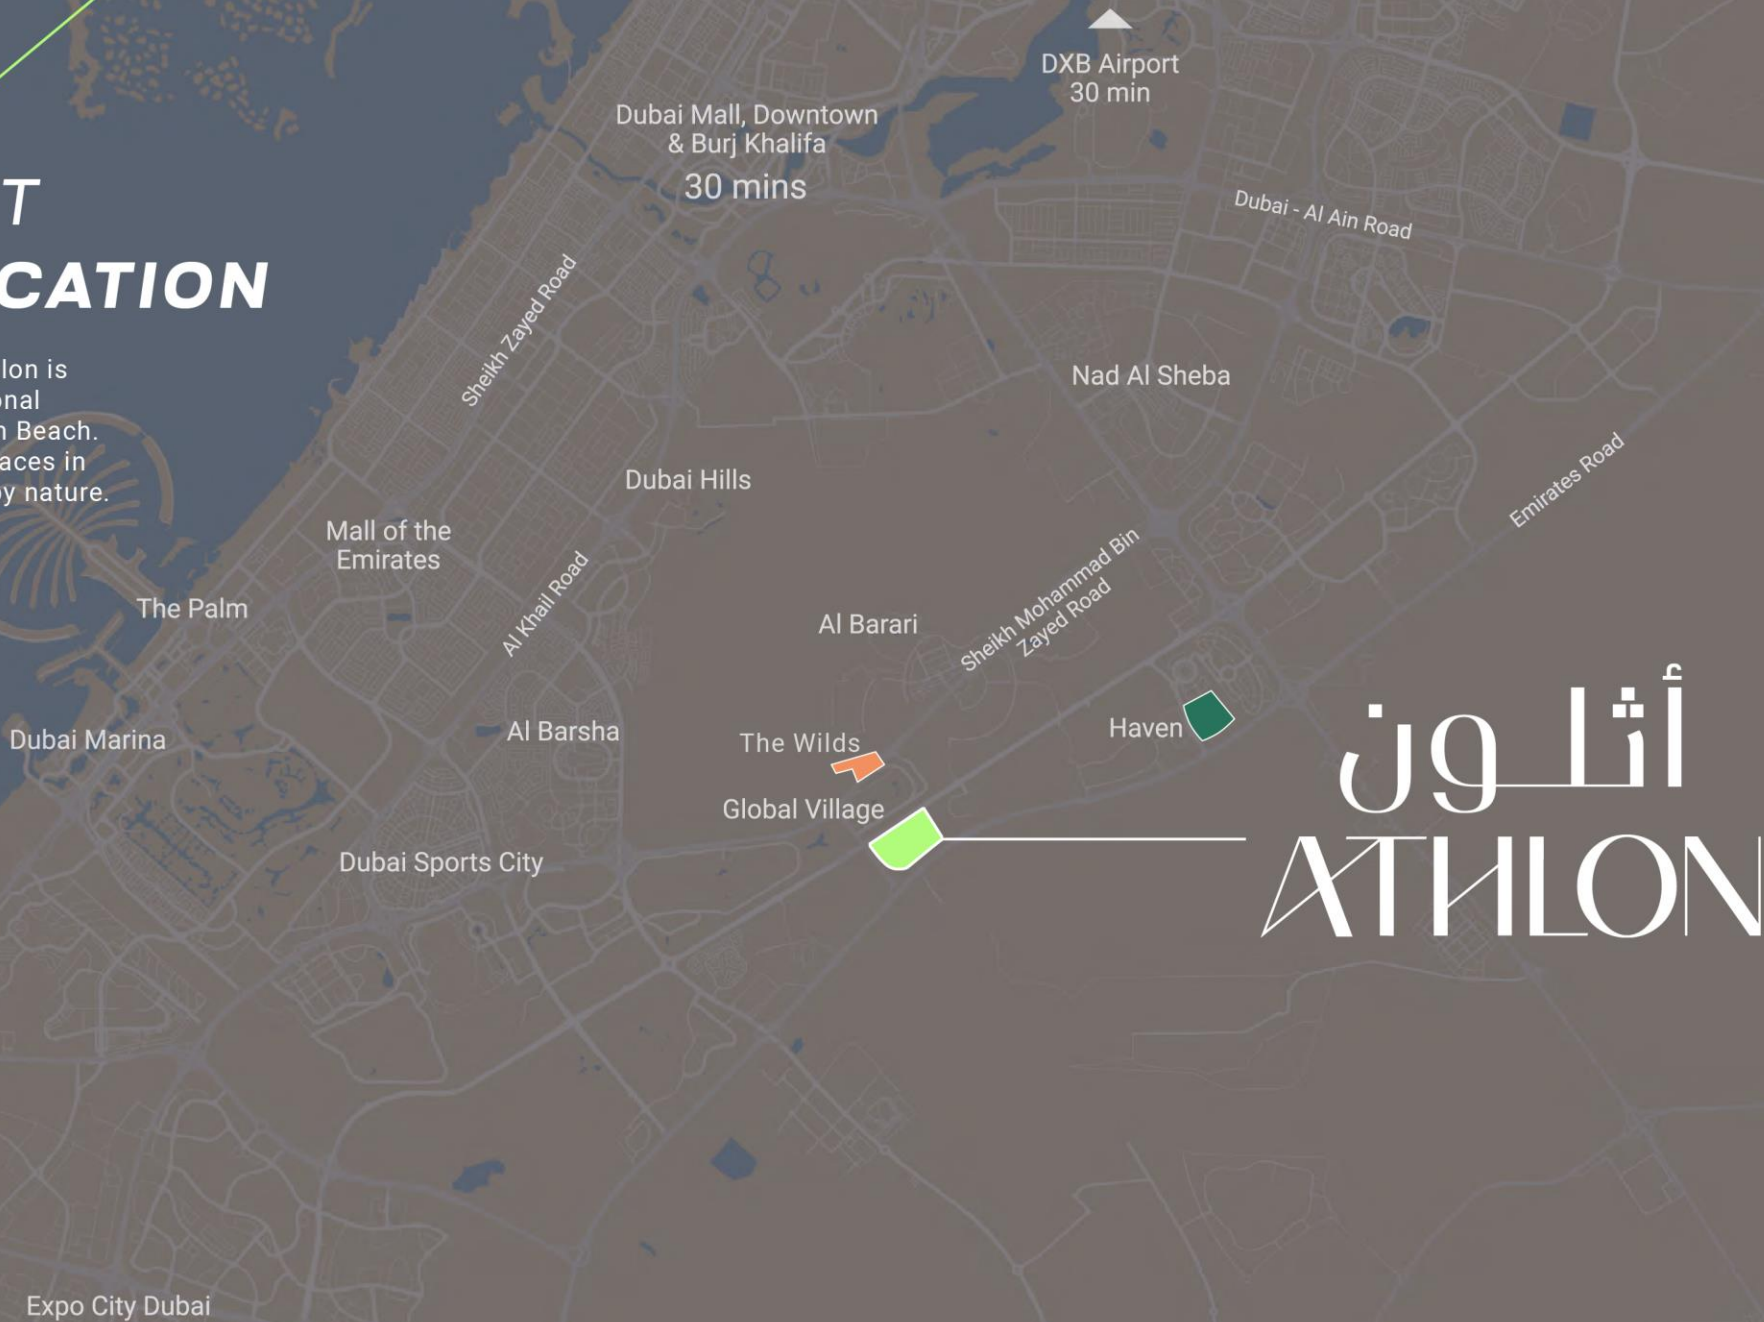 DXB Airport
30 min
Dubai Mall, Downtown
& Burj Khalifa
30 mins
T
CATION
lon is
onal
n Beach.
aces in
by nature.
Dubai - Al Ain Road
Sheikh Zayed Road
Nad Al Sheba
Dubai Hills
Emirates Road
Mall of the
Emirates
The Palm
Al Khail Road
Al Barari
Sheikh Mohammad Bin
Zayed Road
Dubai Marina
Al Barsha
The Wilds
Haven
Global Village
Dubai Sports City
أثلون
ATHLON
Expo City Dubai